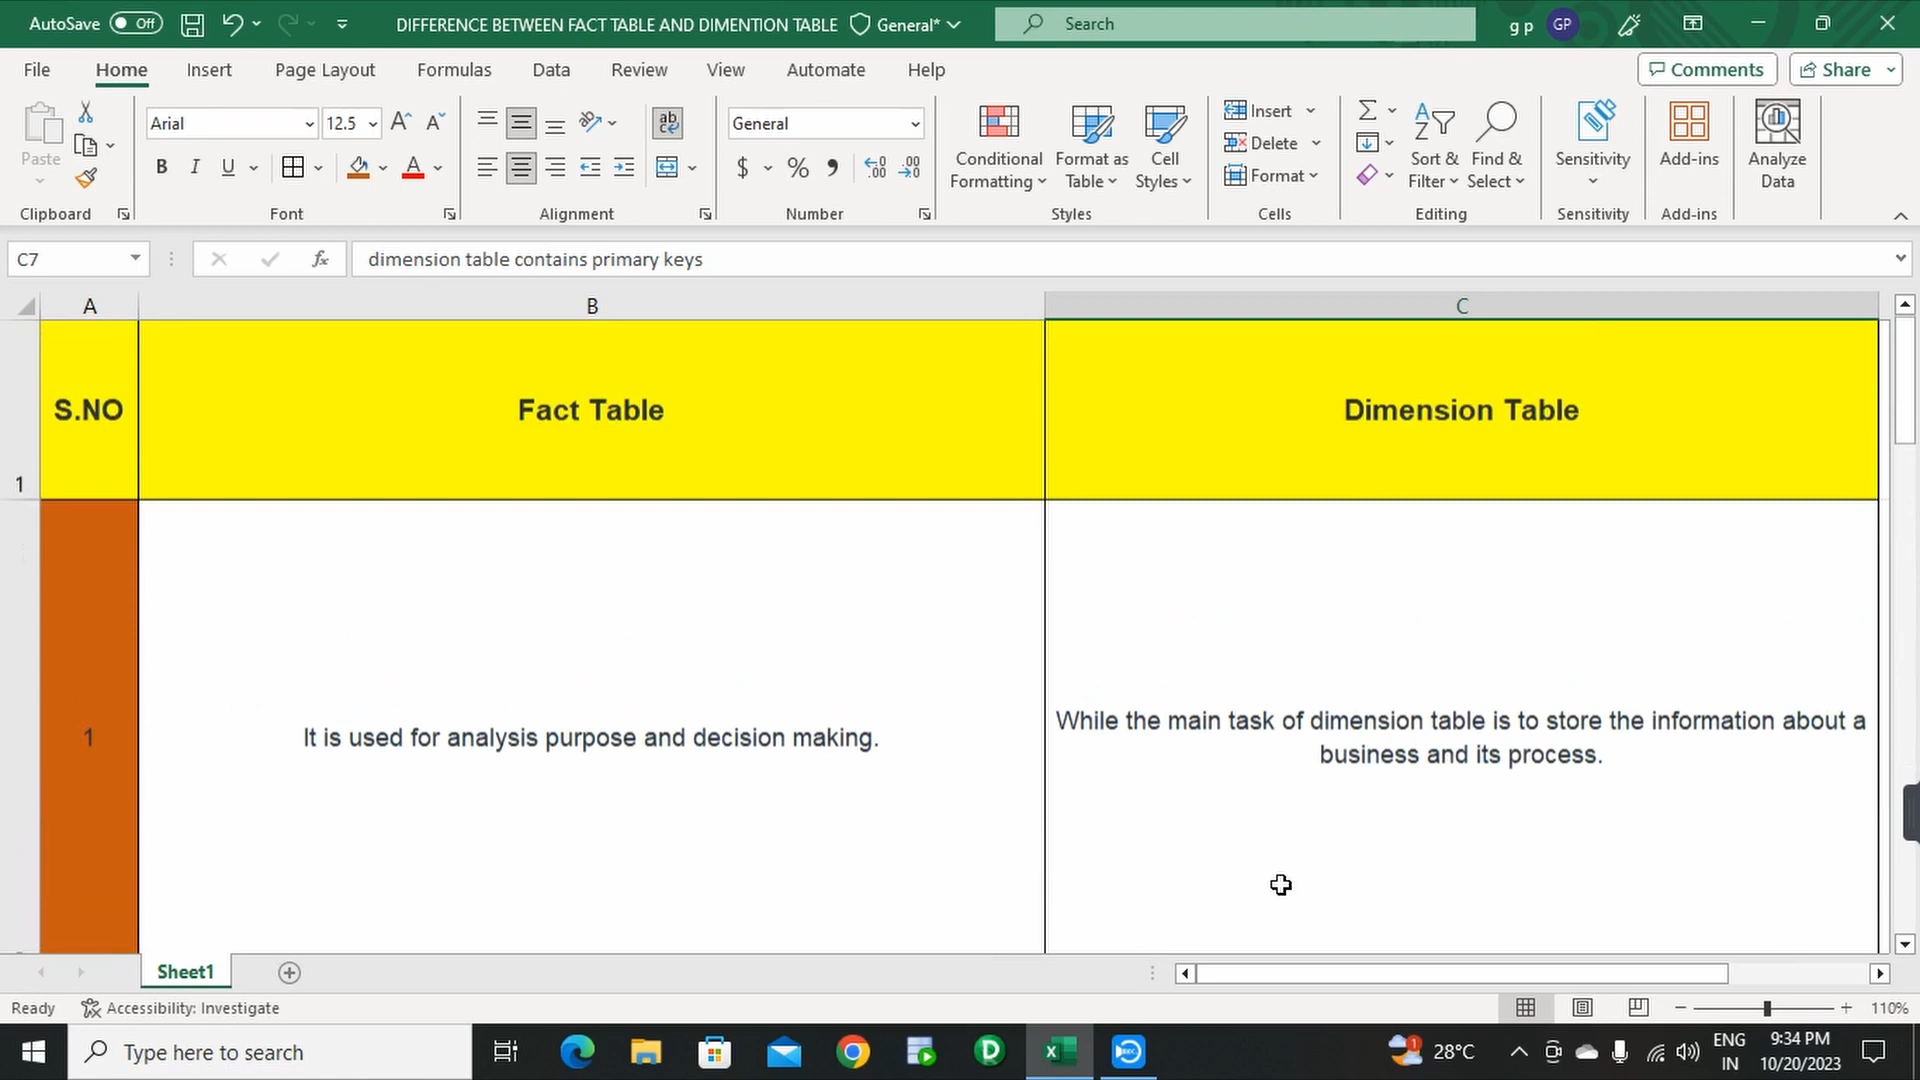 AutoSave Off DIFFERENCE BETWEEN FACT TABLE AND DIMENTION TABLE General* Search g p GP
File Home Insert Page Layout Formulas Data Review View Automate Help Comments Share
Paste
Arial 12.5
B I U A
ab
General
$ %
Conditional Formatting
Format as Table
Cell Styles
Insert
Delete
Format
Sort & Filter
Find & Select
Sensitivity
Add-ins
Analyze Data
Clipboard Font Alignment Number Styles Cells Editing Sensitivity Add-ins
C7 fx dimension table contains primary keys
A B C
1 S.NO Fact Table Dimension Table
1 It is used for analysis purpose and decision making.
While the main task of dimension table is to store the information about a
business and its process.
Sheet1
Ready Accessibility: Investigate 110%
Type here to search 28°C ENG IN 9:34 PM 10/20/2023